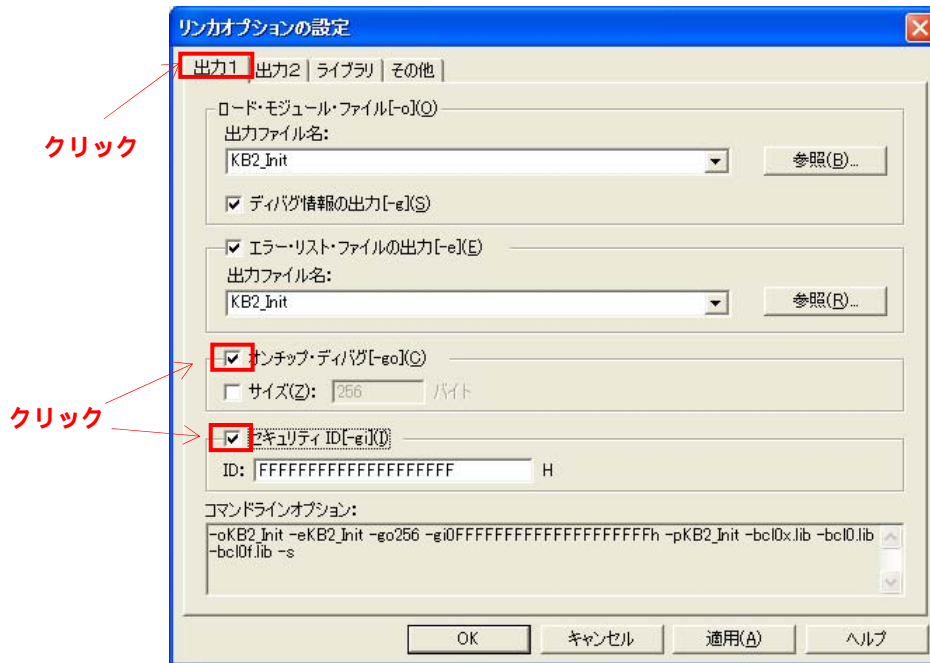 リンカオプションの設定
出力1 出力2 ライブラリ その他
クリック
ロード・モジュール・ファイル[-o](O)
出力ファイル名:
KB2_Init 参照(B)...
ディバグ情報の出力[-g](S)
エラー・リスト・ファイルの出力[-e](E)
出力ファイル名:
KB2_Init 参照(R)...
オンチップ・ディバグ[-go](C)
サイズ(Z): 256 バイト
クリック
セキュリティ ID[-gi](I)
ID: FFFFFFFFFFFFFFFFFFFF H
コマンドラインオプション:
-oKB2_Init -eKB2_Init -go256 -gi0FFFFFFFFFFFFFFFFFFFFh -pKB2_Init -bcl0x.lib -bcl0.lib
-bcl0f.lib -s
OK キャンセル 適用(A) ヘルプ